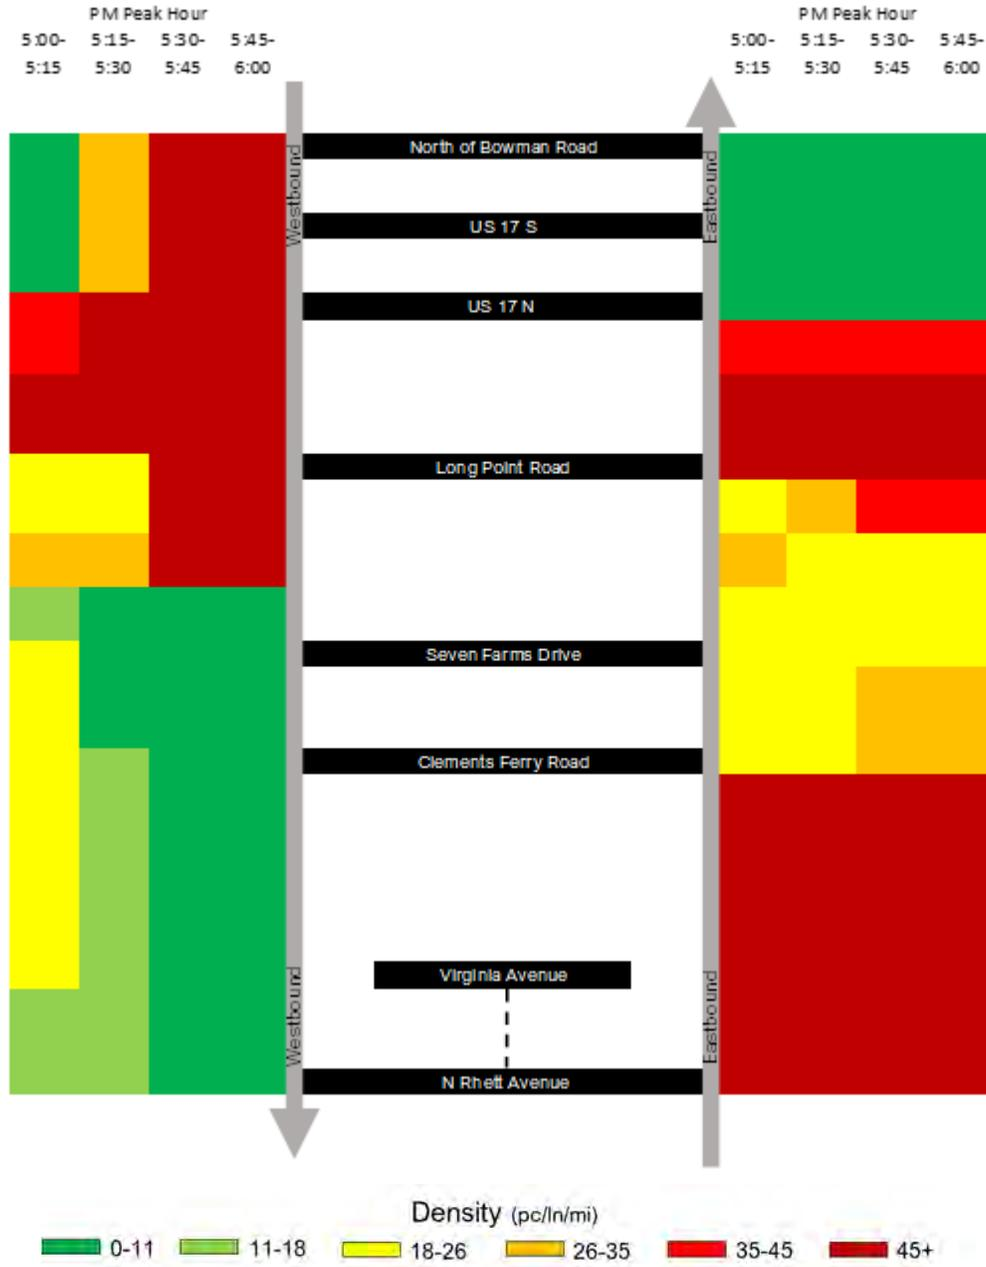 PM Peak Hour
5:00-
5:15
5:15-
5:30
5:30-
5:45
5:45-
6:00
PM Peak Hour
5:00-
5:15
5:15-
5:30
5:30-
5:45
5:45-
6:00
Westbound
Eastbound
North of Bowman Road
US 17 S
US 17 N
Long Point Road
Seven Farms Drive
Clements Ferry Road
Virginia Avenue
Westbound
Eastbound
N Rhett Avenue
Density (pc/ln/mi)
0-11
11-18
18-26
26-35
35-45
45+